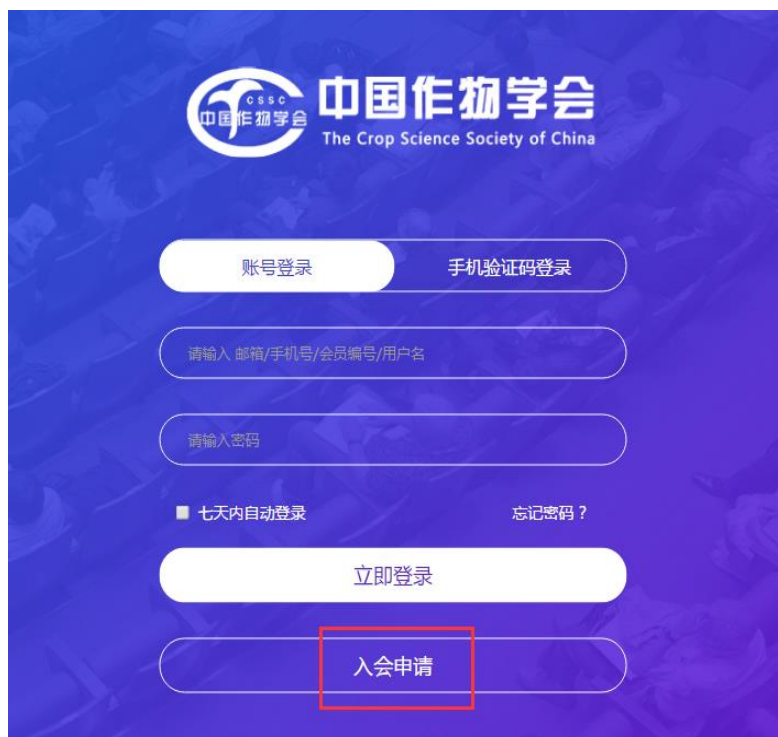 CSSC
中国作物学会
中国作物学会
The Crop Science Society of China
账号登录
手机验证码登录
请输入 邮箱/手机号/会员编号/用户名
请输入密码
七天内自动登录
忘记密码？
立即登录
入会申请